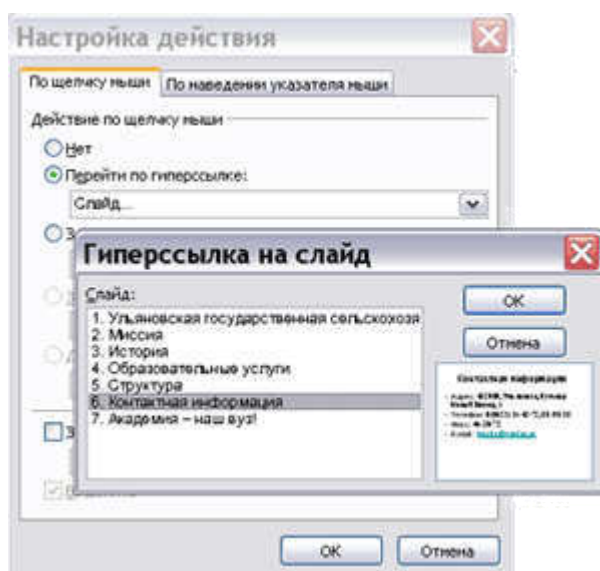 Настройка действия
По щелчку мыши
По наведении указателя мыши
Действие по щелчку мыши
Нет
Перейти по гиперссылке:
Слайд...
З
Гиперссылка на слайд
Слайд:
1. Ульяновская государственная сельскохозя
2. Миссия
3. История
4. Образовательные услуги
5. Структура
6. Контактная информация
7. Академия – наш вуз!
OK
Отмена
Контактная информация
З
OK
Отмена